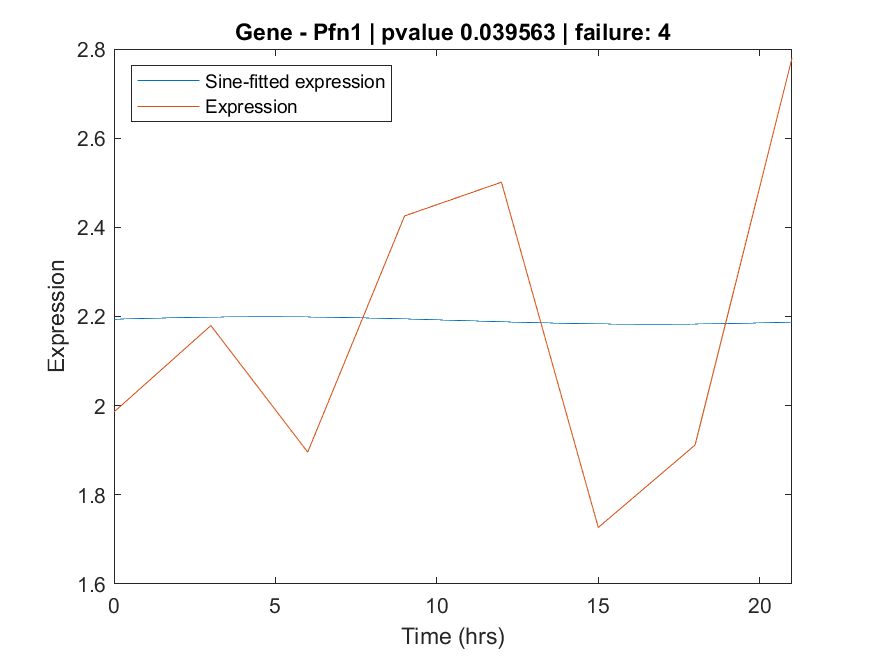 Gene - Pfn1 | pvalue 0.039563 | failure: 4
Sine-fitted expression
Expression
2.8
2.6
2.4
2.2
2
1.8
1.6
Expression
0 5 10 15 20
Time (hrs)